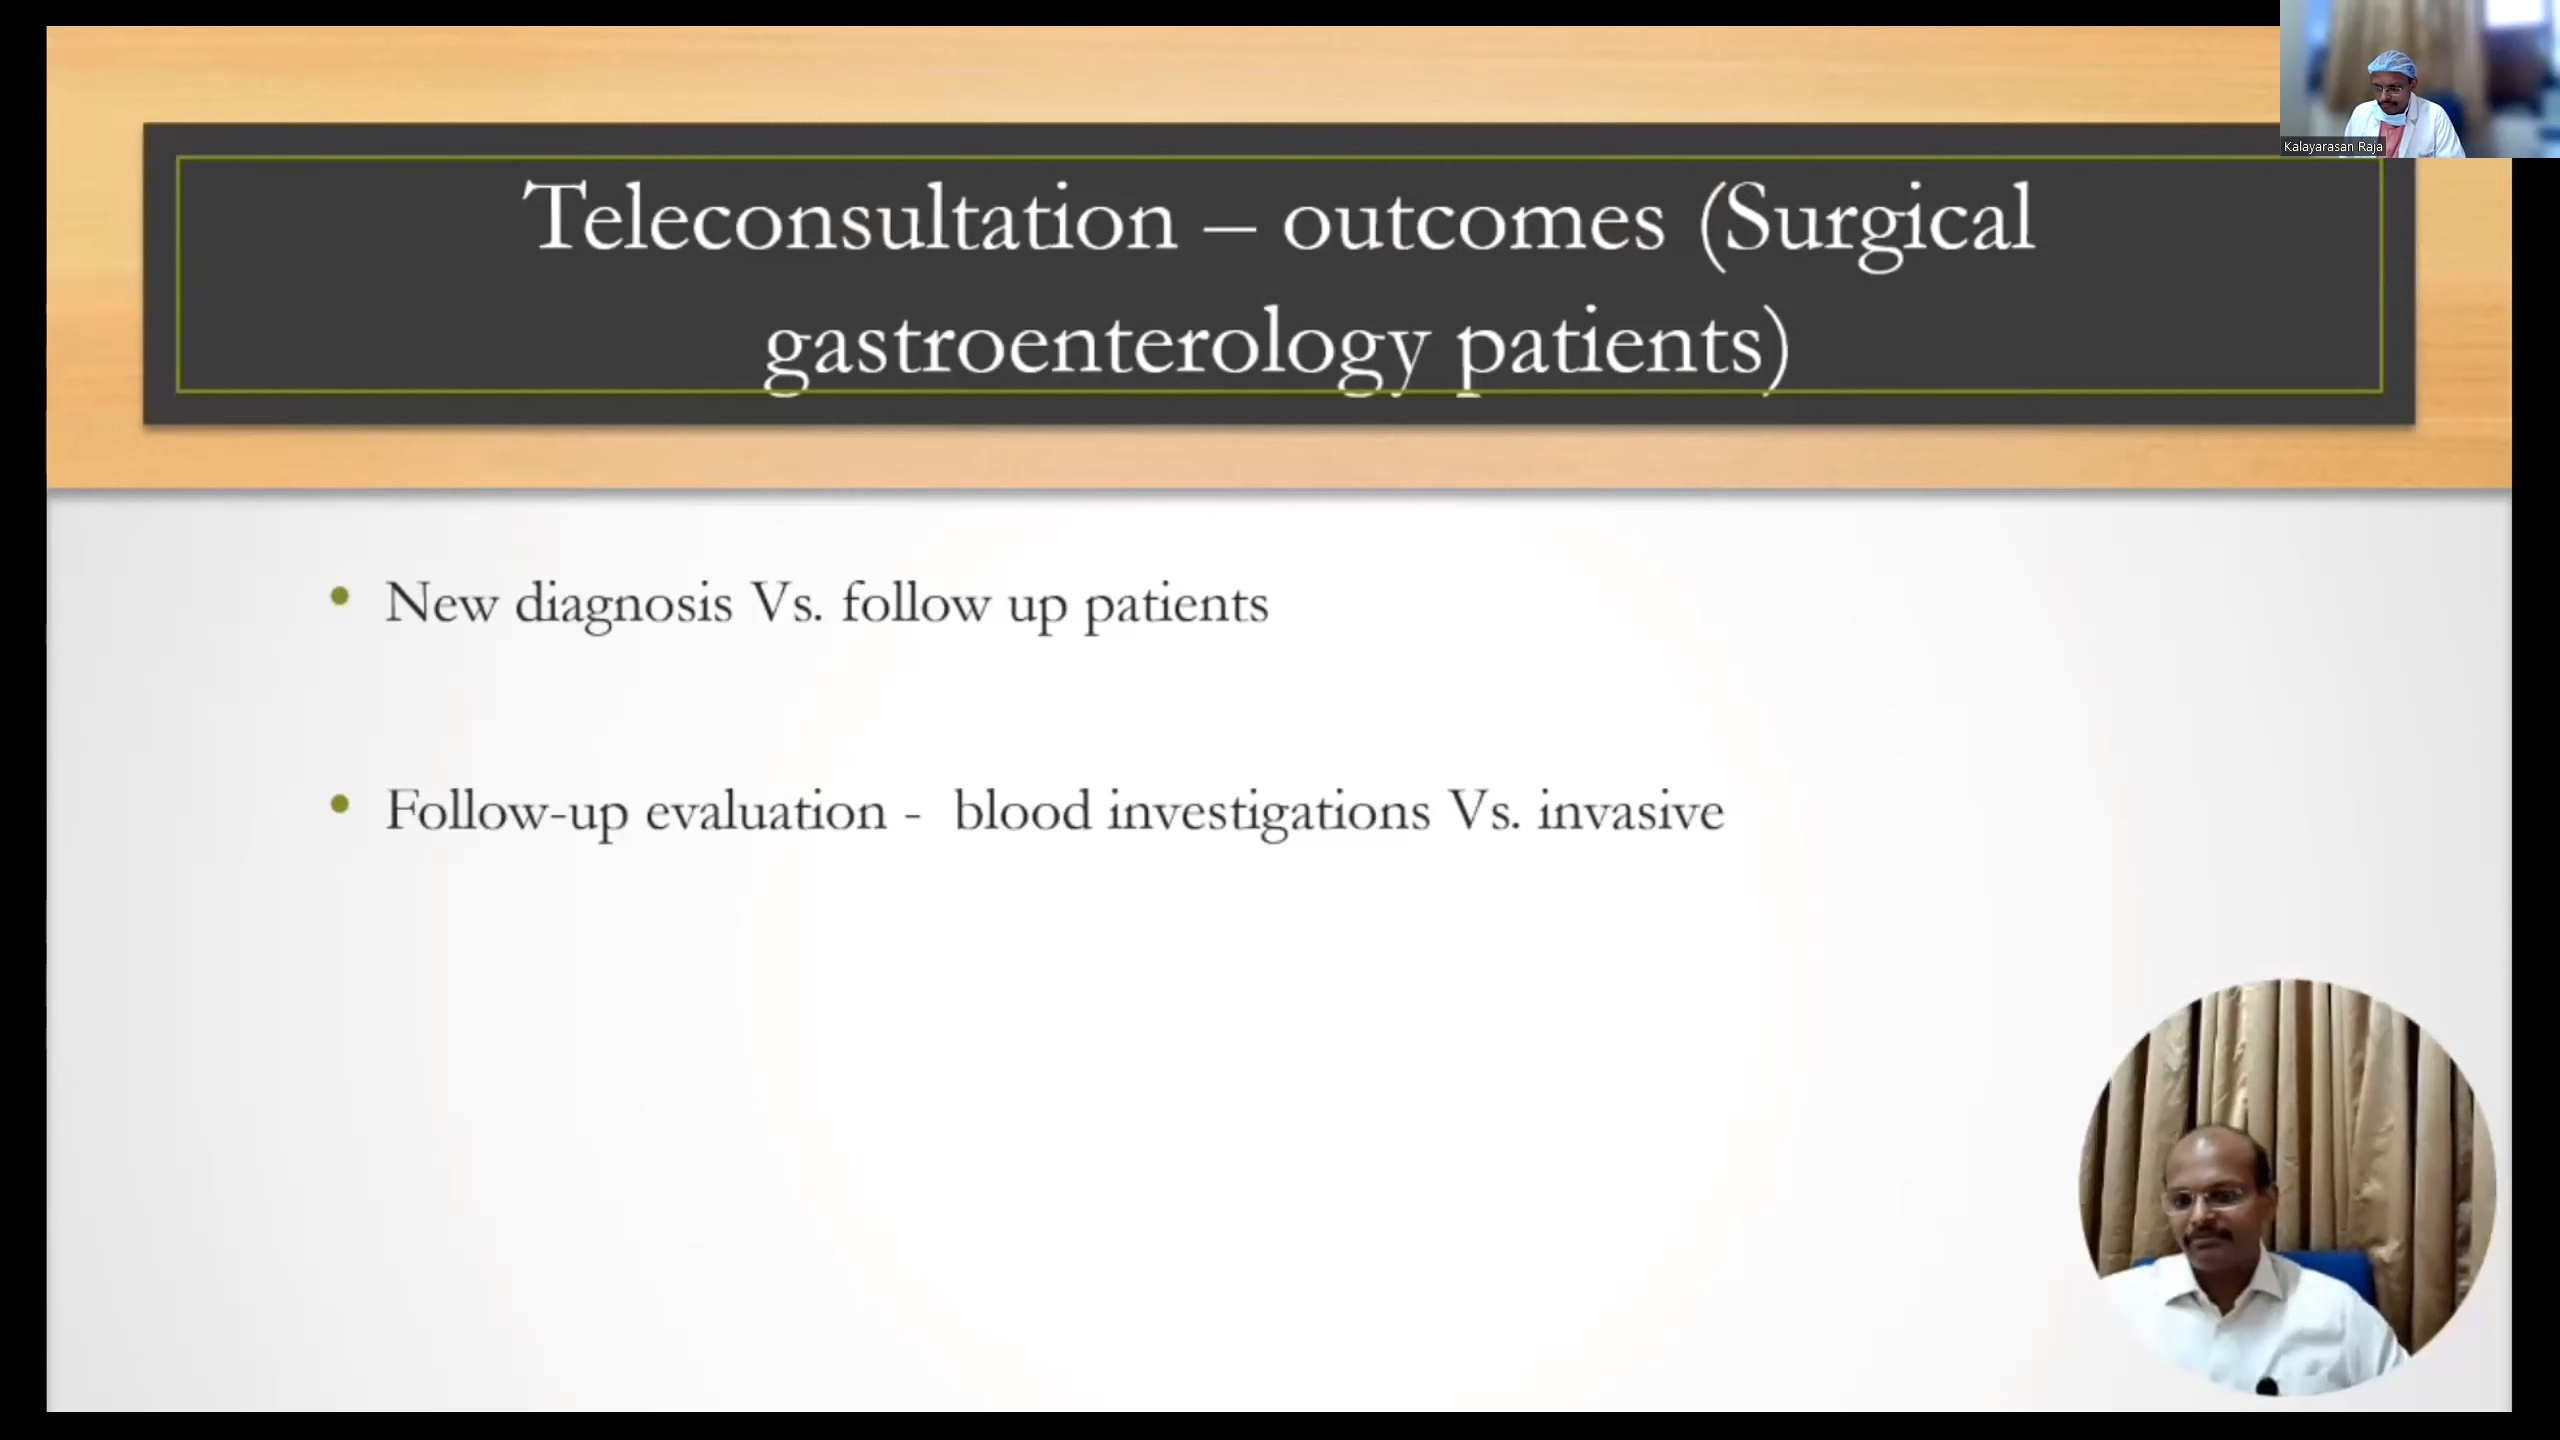 Kalayarasan Raja
Teleconsultation – outcomes (Surgical
gastroenterology patients)
• New diagnosis Vs. follow up patients
• Follow-up evaluation -  blood investigations Vs. invasive